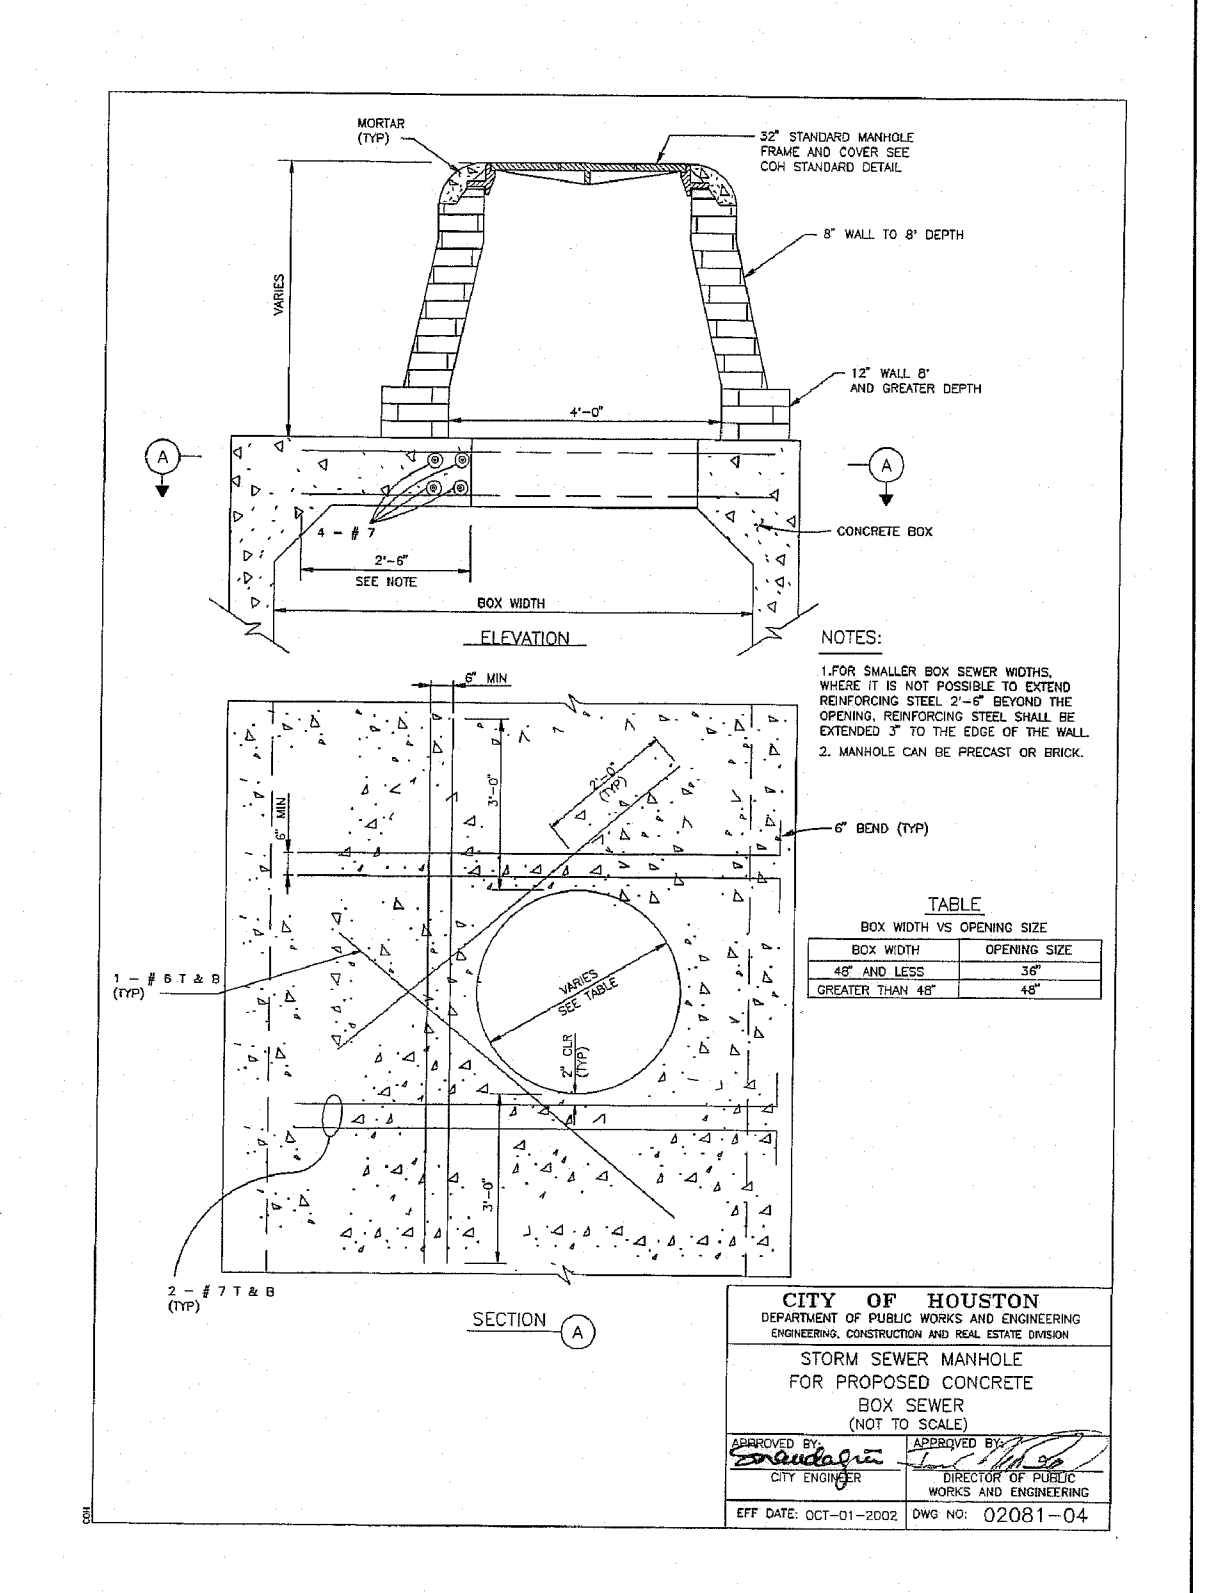 MORTAR
(TYP)
32" STANDARD MANHOLE
FRAME AND COVER SEE
COH STANDARD DETAIL
8" WALL TO 8' DEPTH
VARIES
12" WALL 8'
AND GREATER DEPTH
4'-0"
A
A
4 - # 7
CONCRETE BOX
2'-6"
SEE NOTE
BOX WIDTH
ELEVATION
NOTES:
1.FOR SMALLER BOX SEWER WIDTHS,
WHERE IT IS NOT POSSIBLE TO EXTEND
REINFORCING STEEL 2'-6" BEYOND THE
OPENING, REINFORCING STEEL SHALL BE
EXTENDED 3" TO THE EDGE OF THE WALL.
2. MANHOLE CAN BE PRECAST OR BRICK.
6" MIN
3'-0"
2'-0"
(TYP)
6" MIN
6" BEND (TYP)
TABLE
BOX WIDTH VS OPENING SIZE
BOX WIDTH OPENING SIZE
48" AND LESS 36"
GREATER THAN 48" 48"
1 - # 6 T & B
(TYP)
VARIES
SEE TABLE
2" CLR
(TYP)
3'-0"
2 - # 7 T & B
(TYP)
SECTION A
CITY OF HOUSTON
DEPARTMENT OF PUBLIC WORKS AND ENGINEERING
ENGINEERING, CONSTRUCTION AND REAL ESTATE DIVISION
STORM SEWER MANHOLE
FOR PROPOSED CONCRETE
BOX SEWER
(NOT TO SCALE)
APPROVED BY:
CITY ENGINEER
APPROVED BY:
DIRECTOR OF PUBLIC
WORKS AND ENGINEERING
EFF DATE: OCT-01-2002
DWG NO: 02081-04
COH